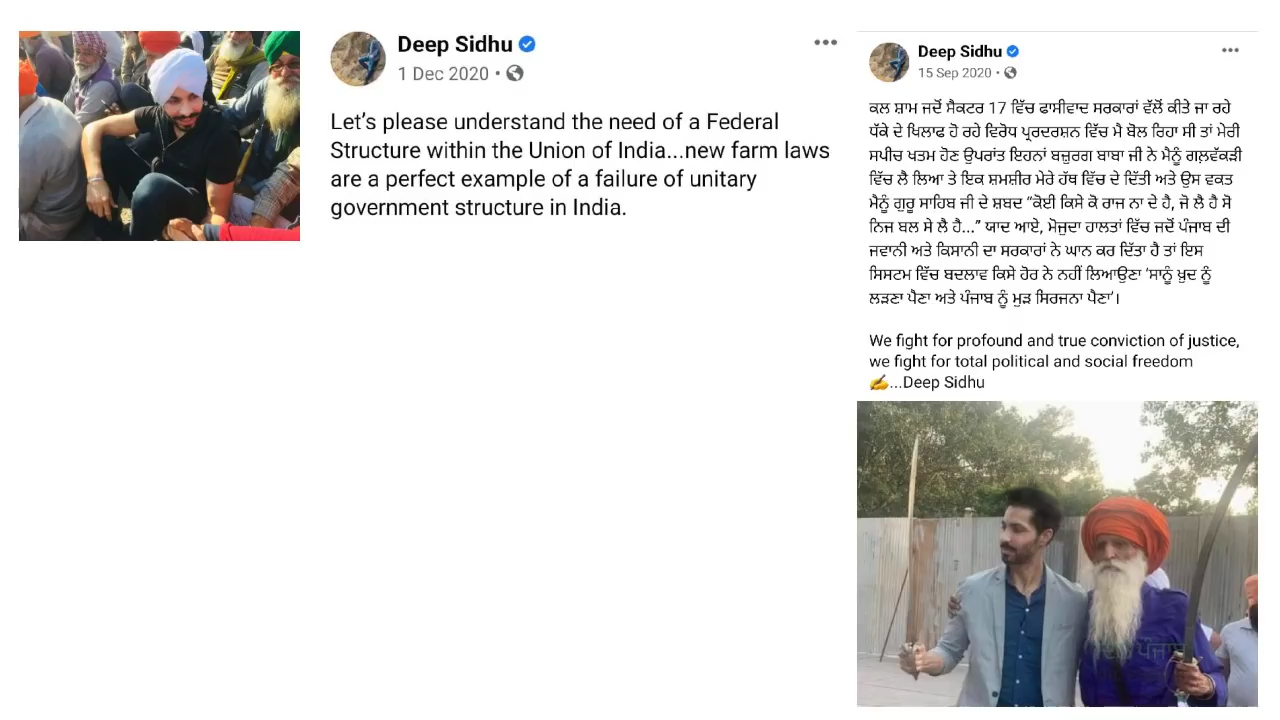 Deep Sidhu
1 Dec 2020
Let's please understand the need of a Federal
Structure within the Union of India...new farm laws
are a perfect example of a failure of unitary
government structure in India.
Deep Sidhu
15 Sep 2020
ਕਲ ਸ਼ਾਮ ਜਦੋਂ ਸੈਕਟਰ 17 ਵਿੱਚ ਫਾਸੀਵਾਦ ਸਰਕਾਰਾਂ ਵੱਲੋਂ ਕੀਤੇ ਜਾ ਰਹੇ
ਧੱਕੇ ਦੇ ਖਿਲਾਫ ਹੋ ਰਹੇ ਵਿਰੋਧ ਪ੍ਰਦਰਸ਼ਨ ਵਿੱਚ ਮੈ ਬੋਲ ਰਿਹਾ ਸੀ ਤਾਂ ਮੇਰੀ
ਸਪੀਚ ਖਤਮ ਹੋਣ ਉਪਰਾਂਤ ਇਹਨਾਂ ਬਜ਼ੁਰਗ ਬਾਬਾ ਜੀ ਨੇ ਮੈਨੂੰ ਗਲ਼ਵੱਕੜੀ
ਵਿੱਚ ਲੈ ਲਿਆ ਤੇ ਇਕ ਸ਼ਮਸ਼ੀਰ ਮੇਰੇ ਹੱਥ ਵਿੱਚ ਦੇ ਦਿੱਤੀ ਅਤੇ ਉਸ ਵਕਤ
ਮੈਨੂੰ ਗੁਰੂ ਸਾਹਿਬ ਜੀ ਦੇ ਸ਼ਬਦ “ਕੋਈ ਕਿਸੇ ਕੋ ਰਾਜ ਨਾ ਦੇ ਹੈ, ਜੋ ਲੈ ਹੈ ਸੋ
ਨਿਜ ਬਲ ਸੇ ਲੈ ਹੈ...” ਯਾਦ ਆਏ, ਮੋਜੁਦਾ ਹਾਲਤਾਂ ਵਿੱਚ ਜਦੋਂ ਪੰਜਾਬ ਦੀ
ਜਵਾਨੀ ਅਤੇ ਕਿਸਾਨੀ ਦਾ ਸਰਕਾਰਾਂ ਨੇ ਘਾਨ ਕਰ ਦਿੱਤਾ ਹੈ ਤਾਂ ਇਸ
ਸਿਸਟਮ ਵਿੱਚ ਬਦਲਾਵ ਕਿਸੇ ਹੋਰ ਨੇ ਨਹੀਂ ਲਿਆਉਣਾ ‘ਸਾਨੂੰ ਖ਼ੁਦ ਨੂੰ
ਲੜਣਾ ਪੈਣਾ ਅਤੇ ਪੰਜਾਬ ਨੂੰ ਮੁੜ ਸਿਰਜਨਾ ਪੈਣਾ’।
We fight for profound and true conviction of justice,
we fight for total political and social freedom
✍️...Deep Sidhu
ਪੰਜਾਬ